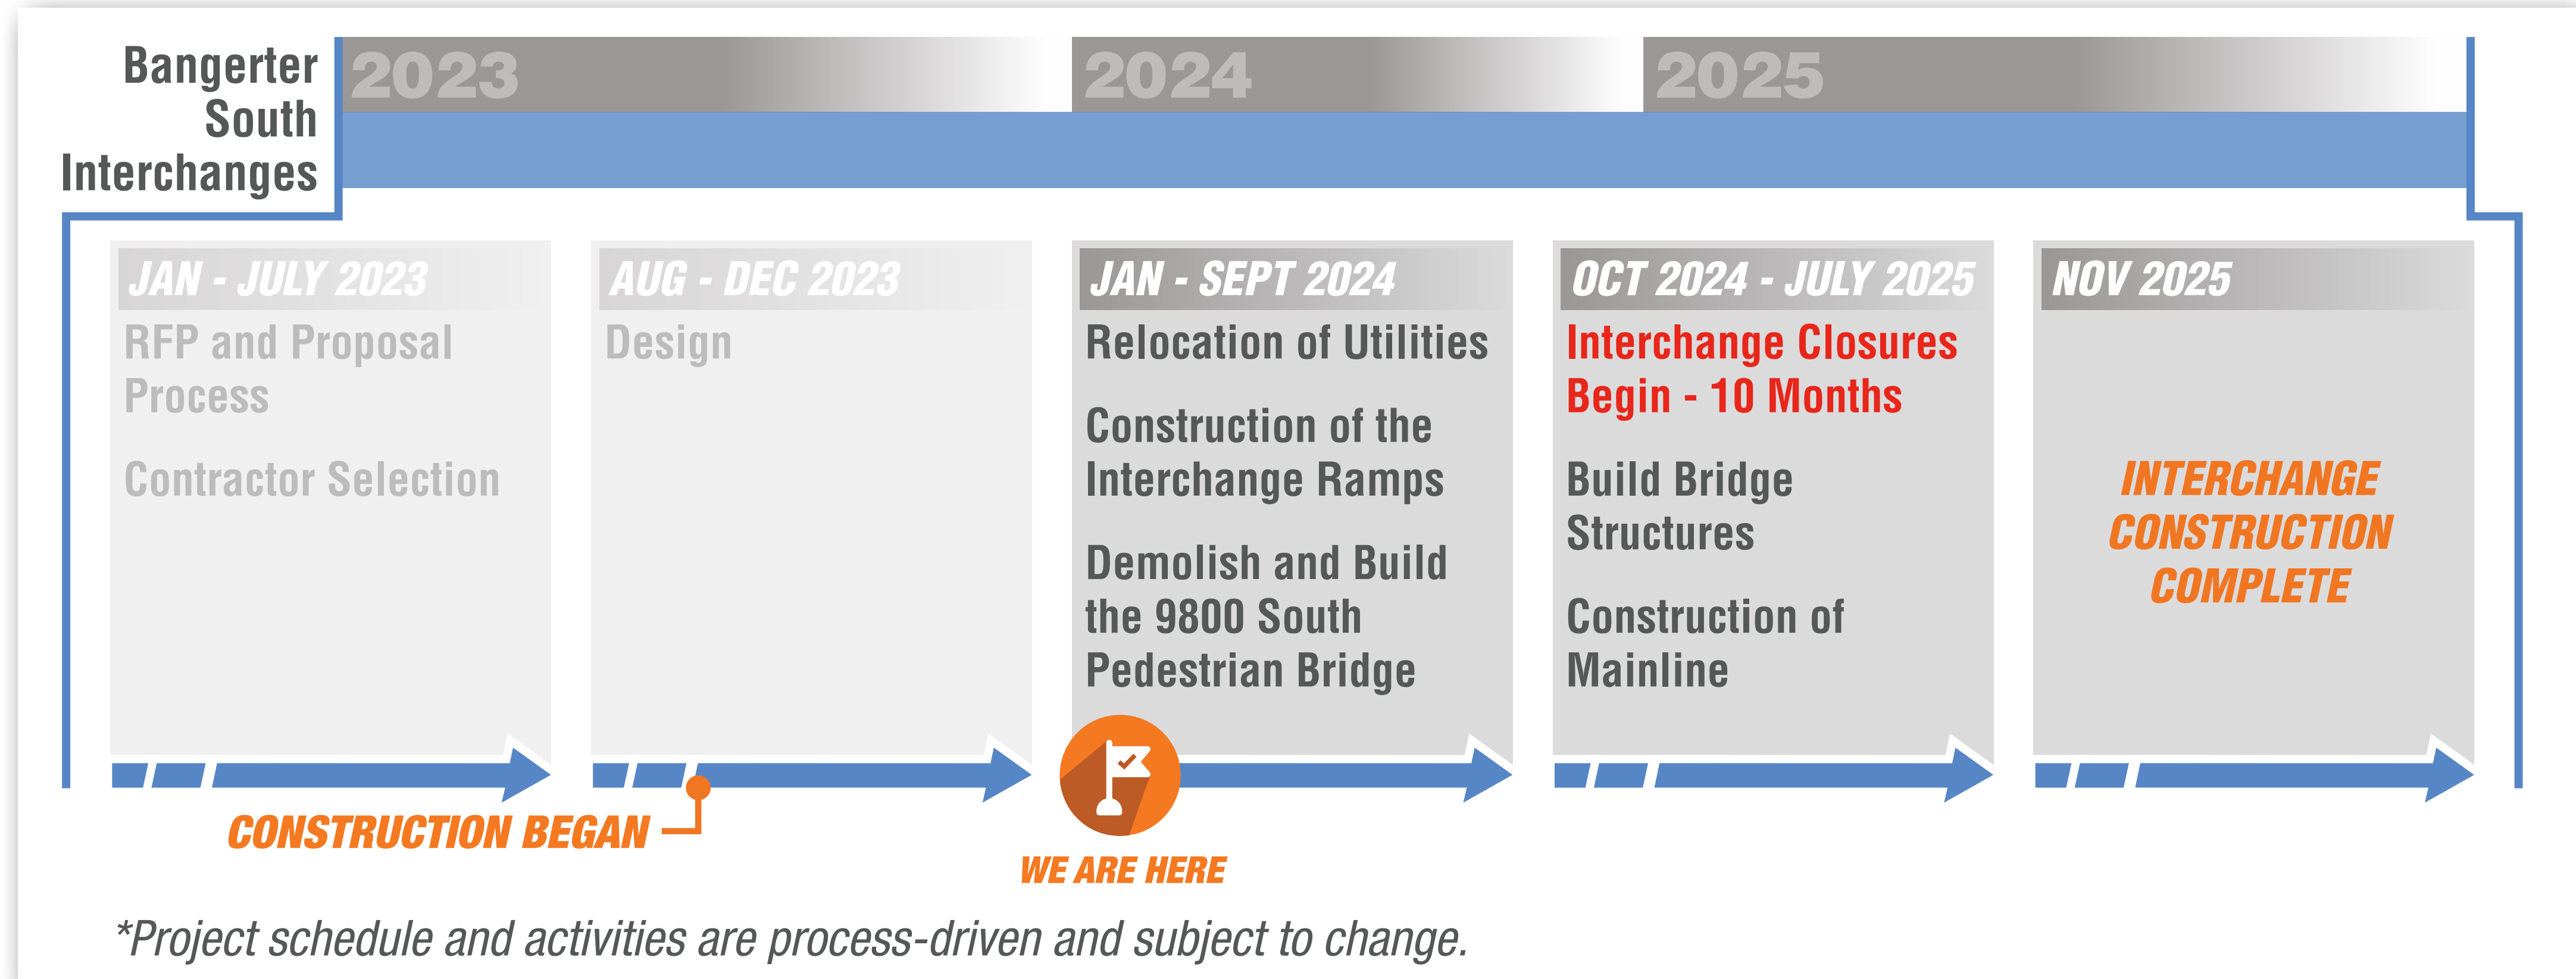 Bangerter
South
Interchanges
2023
2024
2025
JAN - JULY 2023
RFP and Proposal
Process
Contractor Selection
AUG - DEC 2023
Design
JAN - SEPT 2024
Relocation of Utilities
Construction of the
Interchange Ramps
Demolish and Build
the 9800 South
Pedestrian Bridge
OCT 2024 - JULY 2025
Interchange Closures
Begin - 10 Months
Build Bridge
Structures
Construction of
Mainline
NOV 2025
INTERCHANGE
CONSTRUCTION
COMPLETE
CONSTRUCTION BEGAN
WE ARE HERE
*Project schedule and activities are process-driven and subject to change.